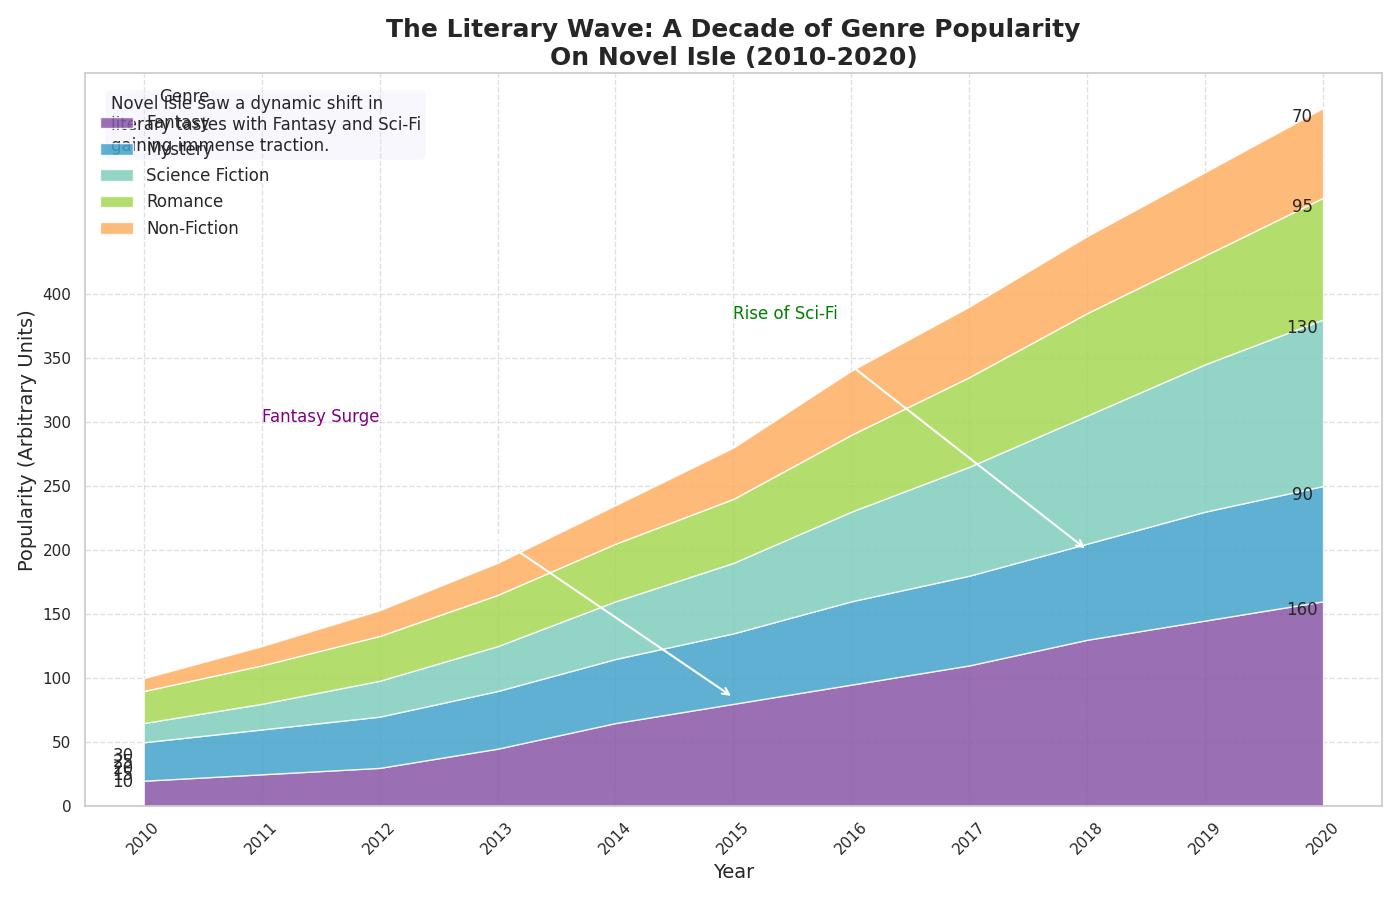 The Literary Wave: A Decade of Genre Popularity
On Novel Isle (2010-2020)
Genre
Novel Isle saw a dynamic shift in
literary tastes with Fantasy and Sci-Fi
gaining immense traction.
Fantasy
Mystery
Science Fiction
Romance
Non-Fiction
70
95
130
90
160
Rise of Sci-Fi
Fantasy Surge
400
350
300
250
200
150
100
50
0
30
25
20
15
10
Popularity (Arbitrary Units)
2010
2011
2012
2013
2014
2015
2016
2017
2018
2019
2020
Year